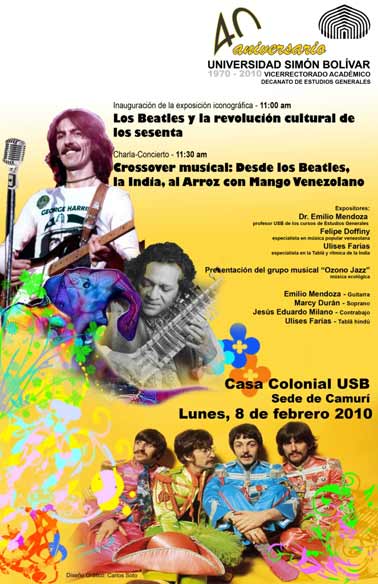 40
aniversario
UNIVERSIDAD SIMÓN BOLÍVAR
1970 - 2010 VICERRECTORADO ACADÉMICO
DECANATO DE ESTUDIOS GENERALES
Inauguración de la exposición iconográfica - 11:00 am
Los Beatles y la revolución cultural de
los sesenta
Charla-Concierto - 11:30 am
Crossover musical: Desde los Beatles,
la India, al Arroz con Mango Venezolano
Expositores:
Dr. Emilio Mendoza
profesor USB de los cursos de Estudios Generales
Felipe Doffiny
especialista en música popular venezolana
Ulises Farias
especialista en la Tablá y rítmica de la India
GEORGE HARRI
Presentación del grupo musical "Ozono Jazz"
música ecológica
Emilio Mendoza - Guitarra
Marcy Durán - Soprano
Jesús Eduardo Milano - Contrabajo
Ulises Farías - Tablá hindú
Casa Colonial USB
Sede de Camurí
Lunes, 8 de febrero 2010
Diseño Gráfico: Carlos Soto